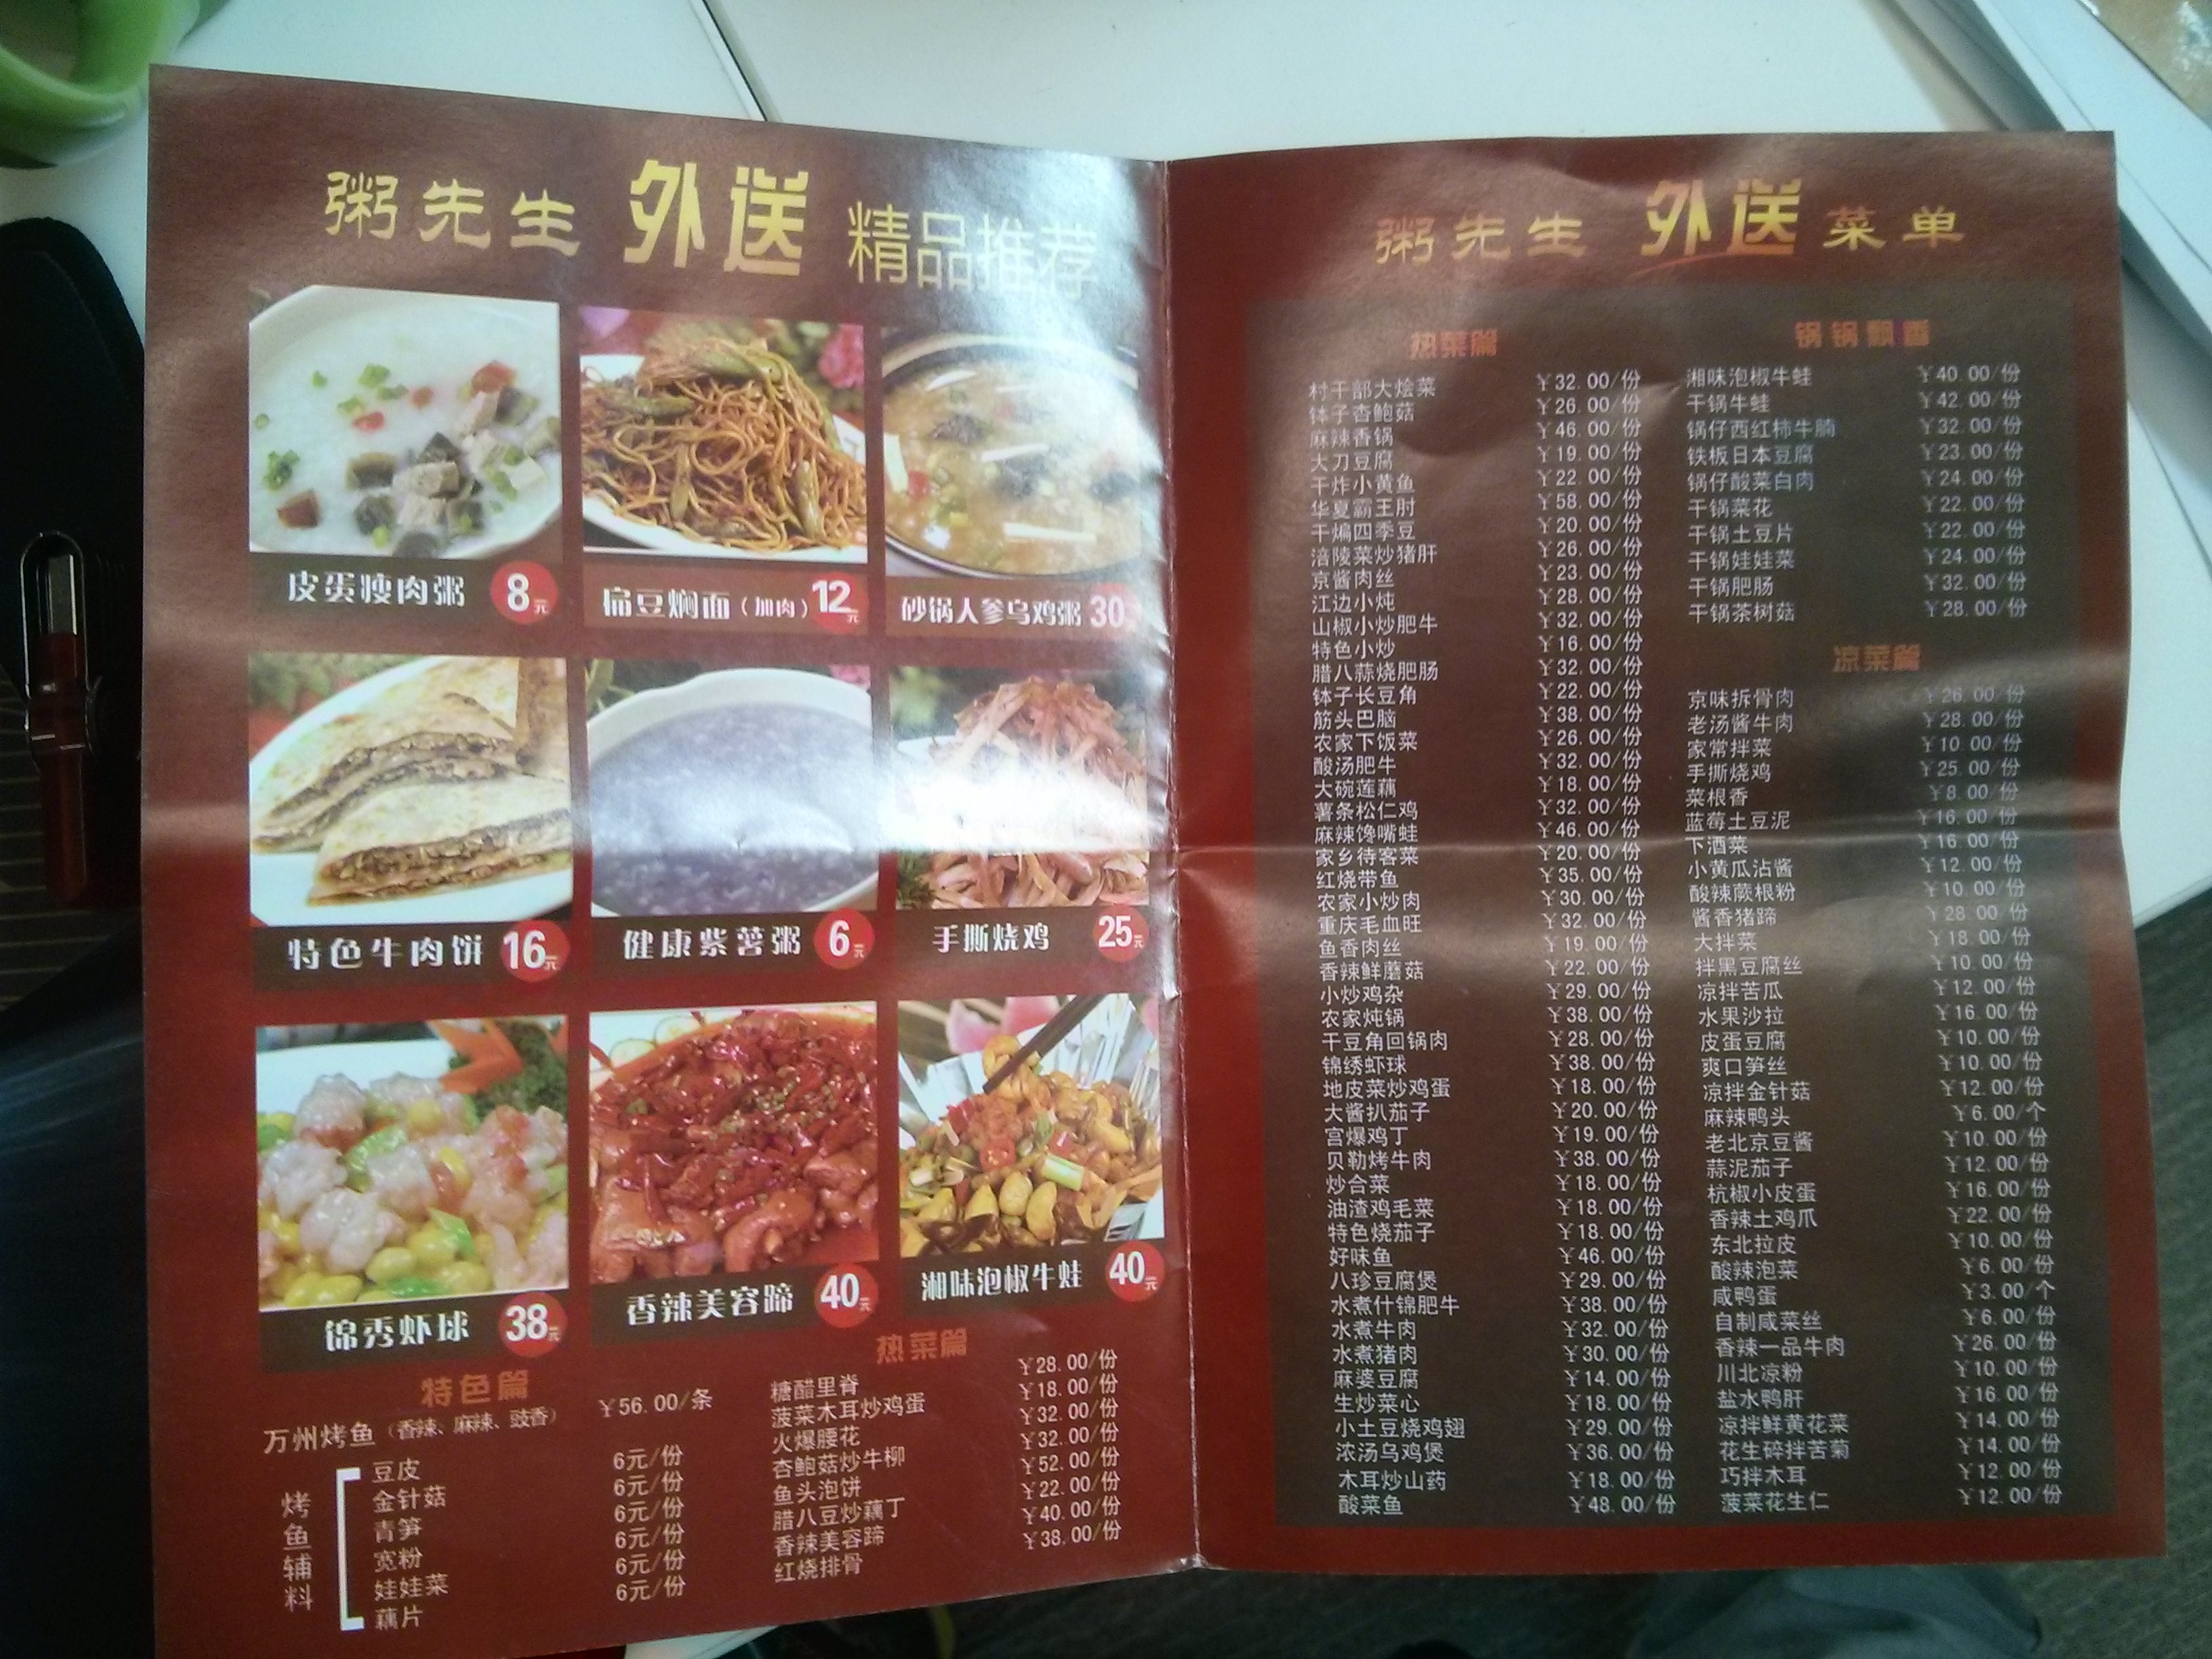 粥先生 外送 精品推荐
皮蛋瘦肉粥 8元
扁豆焖面（加肉）12元
砂锅人参乌鸡粥 30
特色牛肉饼 16元
健康紫薯粥 6元
手撕烧鸡 25元
锦秀虾球 38元
香辣美容蹄 40元
湘味泡椒牛蛙 40元
特色篇
万州烤鱼（香辣、麻辣、豉香） ¥56.00/条
烤鱼辅料
豆皮 6元/份
金针菇 6元/份
青笋 6元/份
宽粉 6元/份
娃娃菜 6元/份
藕片 6元/份
热菜篇
糖醋里脊 ¥28.00/份
菠菜木耳炒鸡蛋 ¥18.00/份
火爆腰花 ¥32.00/份
杏鲍菇炒牛柳 ¥32.00/份
鱼头泡饼 ¥52.00/份
腊八豆炒藕丁 ¥22.00/份
香辣美容蹄 ¥40.00/份
红烧排骨 ¥38.00/份
粥先生 外送 菜单
热菜篇
村干部大烩菜 ¥32.00/份
钵子杏鲍菇 ¥26.00/份
麻辣香锅 ¥46.00/份
大刀豆腐 ¥19.00/份
干炸小黄鱼 ¥22.00/份
华夏霸王肘 ¥58.00/份
干煸四季豆 ¥20.00/份
涪陵菜炒猪肝 ¥26.00/份
京酱肉丝 ¥23.00/份
江边小炖 ¥28.00/份
山椒小炒肥牛 ¥32.00/份
特色小炒 ¥16.00/份
腊八蒜烧肥肠 ¥32.00/份
钵子长豆角 ¥22.00/份
筋头巴脑 ¥38.00/份
农家下饭菜 ¥26.00/份
酸汤肥牛 ¥32.00/份
大碗莲藕 ¥18.00/份
薯条松仁鸡 ¥32.00/份
麻辣馋嘴蛙 ¥46.00/份
家乡待客菜 ¥20.00/份
红烧带鱼 ¥35.00/份
农家小炒肉 ¥30.00/份
重庆毛血旺 ¥32.00/份
鱼香肉丝 ¥19.00/份
香辣鲜蘑菇 ¥22.00/份
小炒鸡杂 ¥29.00/份
农家炖锅 ¥38.00/份
干豆角回锅肉 ¥28.00/份
锦绣虾球 ¥38.00/份
地皮菜炒鸡蛋 ¥18.00/份
大酱扒茄子 ¥20.00/份
宫爆鸡丁 ¥19.00/份
贝勒烤牛肉 ¥38.00/份
炒合菜 ¥18.00/份
油渣鸡毛菜 ¥18.00/份
特色烧茄子 ¥18.00/份
好味鱼 ¥46.00/份
八珍豆腐煲 ¥29.00/份
水煮什锦肥牛 ¥38.00/份
水煮牛肉 ¥32.00/份
水煮猪肉 ¥30.00/份
麻婆豆腐 ¥14.00/份
生炒菜心 ¥18.00/份
小土豆烧鸡翅 ¥29.00/份
浓汤乌鸡煲 ¥36.00/份
木耳炒山药 ¥18.00/份
酸菜鱼 ¥48.00/份
锅锅飘香
湘味泡椒牛蛙 ¥40.00/份
干锅牛蛙 ¥42.00/份
锅仔西红柿牛腩 ¥32.00/份
铁板日本豆腐 ¥23.00/份
锅仔酸菜白肉 ¥24.00/份
干锅菜花 ¥22.00/份
干锅土豆片 ¥22.00/份
干锅娃娃菜 ¥24.00/份
干锅肥肠 ¥32.00/份
干锅茶树菇 ¥28.00/份
凉菜篇
京味拆骨肉 ¥26.00/份
老汤酱牛肉 ¥28.00/份
家常拌菜 ¥10.00/份
手撕烧鸡 ¥25.00/份
菜根香 ¥8.00/份
蓝莓土豆泥 ¥16.00/份
下酒菜 ¥16.00/份
小黄瓜沾酱 ¥12.00/份
酸辣蕨根粉 ¥10.00/份
酱香猪蹄 ¥28.00/份
大拌菜 ¥18.00/份
拌黑豆腐丝 ¥10.00/份
凉拌苦瓜 ¥12.00/份
水果沙拉 ¥16.00/份
皮蛋豆腐 ¥10.00/份
爽口笋丝 ¥10.00/份
凉拌金针菇 ¥12.00/份
麻辣鸭头 ¥6.00/个
老北京豆酱 ¥10.00/份
蒜泥茄子 ¥12.00/份
杭椒小皮蛋 ¥16.00/份
香辣土鸡爪 ¥22.00/份
东北拉皮 ¥10.00/份
酸辣泡菜 ¥6.00/份
咸鸭蛋 ¥3.00/个
自制咸菜丝 ¥6.00/份
香辣一品牛肉 ¥26.00/份
川北凉粉 ¥10.00/份
盐水鸭肝 ¥16.00/份
凉拌鲜黄花菜 ¥14.00/份
花生碎拌苦菊 ¥14.00/份
巧拌木耳 ¥12.00/份
菠菜花生仁 ¥12.00/份